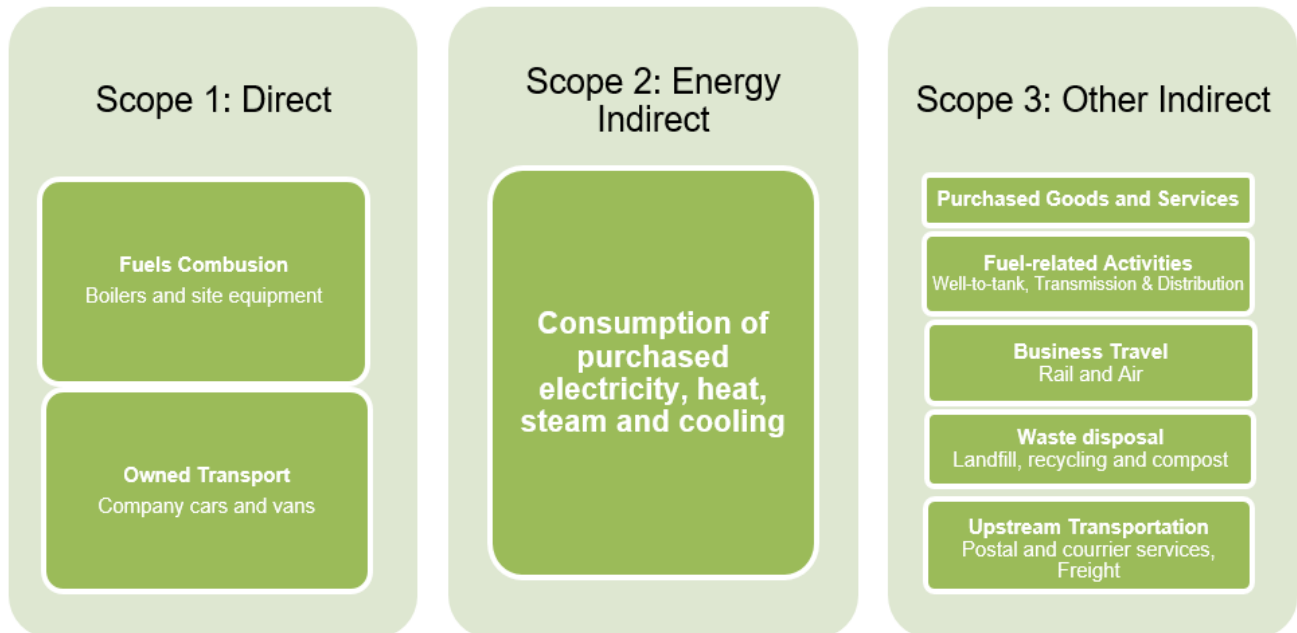 Scope 1: Direct
Fuels Combusion
Boilers and site equipment
Owned Transport
Company cars and vans
Scope 2: Energy
Indirect
Consumption of
purchased
electricity, heat,
steam and cooling
Scope 3: Other Indirect
Purchased Goods and Services
Fuel-related Activities
Well-to-tank, Transmission & Distribution
Business Travel
Rail and Air
Waste disposal
Landfill, recycling and compost
Upstream Transportation
Postal and courrier services,
Freight